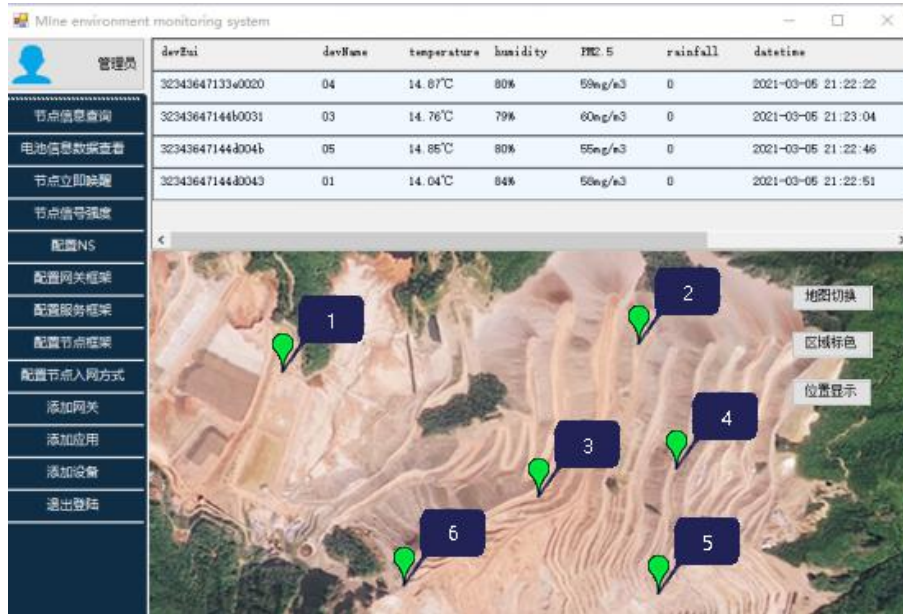 Mine environment monitoring system
管理员
节点信息查询
电池信息数据查看
节点立即唤醒
节点信号强度
配置NS
配置网关框架
配置服务框架
配置节点框架
配置节点入网方式
添加网关
添加应用
添加设备
退出登陆
devEui devName temperature humidity PM2.5 rainfall datetime
32343647133e0020 04 14.87℃ 80% 59mg/m3 0 2021-03-05 21:22:22
32343647144b0031 03 14.76℃ 79% 60mg/m3 0 2021-03-05 21:23:04
32343647144d004b 05 14.85℃ 80% 55mg/m3 0 2021-03-05 21:22:46
32343647144d0043 01 14.04℃ 84% 58mg/m3 0 2021-03-05 21:22:51
地图切换
区域标色
位置显示
1
2
3
4
5
6